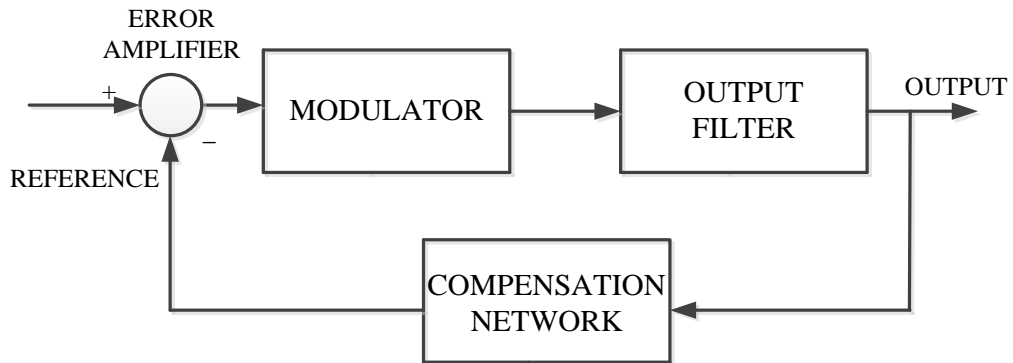 ERROR
AMPLIFIER
+
−
REFERENCE
MODULATOR
OUTPUT
FILTER
OUTPUT
COMPENSATION
NETWORK